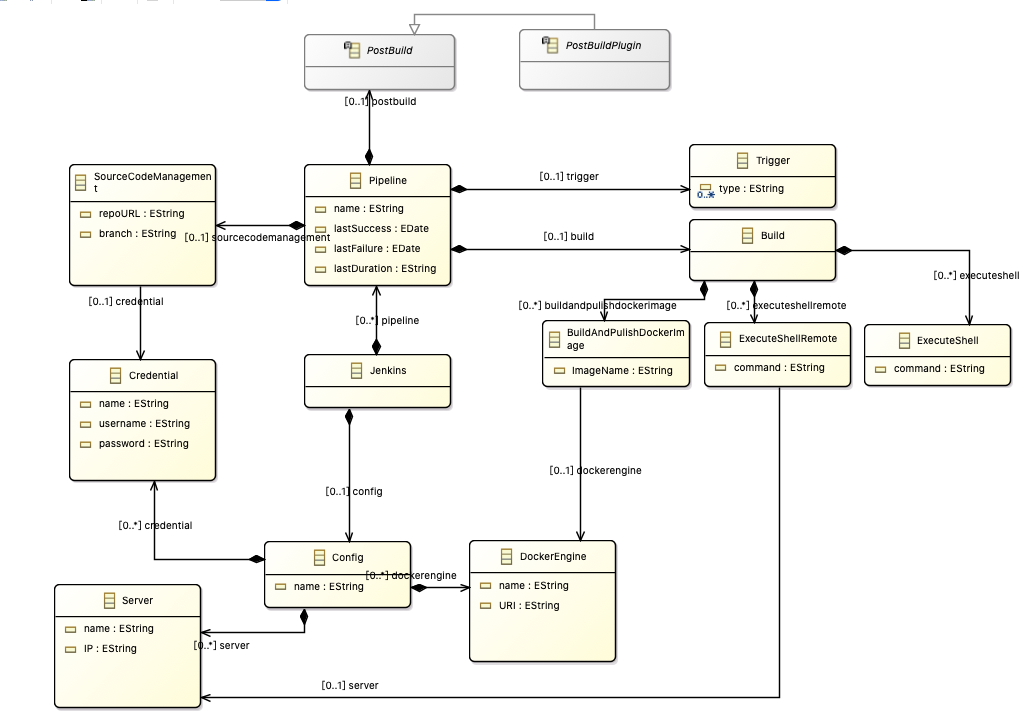 PostBuild
PostBuildPlugin
[0..1] postbuild
SourceCodeManagemen
t
repoURL : EString
branch : EString
Pipeline
name : EString
lastSuccess : EDate
lastFailure : EDate
lastDuration : EString
[0..1] trigger
Trigger
0..*
type : EString
[0..1] sourcecodemanagement
[0..1] build
Build
[0..*] executeshell
[0..1] credential
[0..*] pipeline
[0..*] buildandpulishdockerimage
[0..*] executeshellremote
BuildAndPulishDockerIm
age
ImageName : EString
ExecuteShellRemote
command : EString
ExecuteShell
command : EString
Credential
name : EString
username : EString
password : EString
Jenkins
[0..1] dockerengine
[0..1] config
[0..*] credential
Config
name : EString
[0..*] dockerengine
DockerEngine
name : EString
URI : EString
Server
name : EString
IP : EString
[0..*] server
[0..1] server